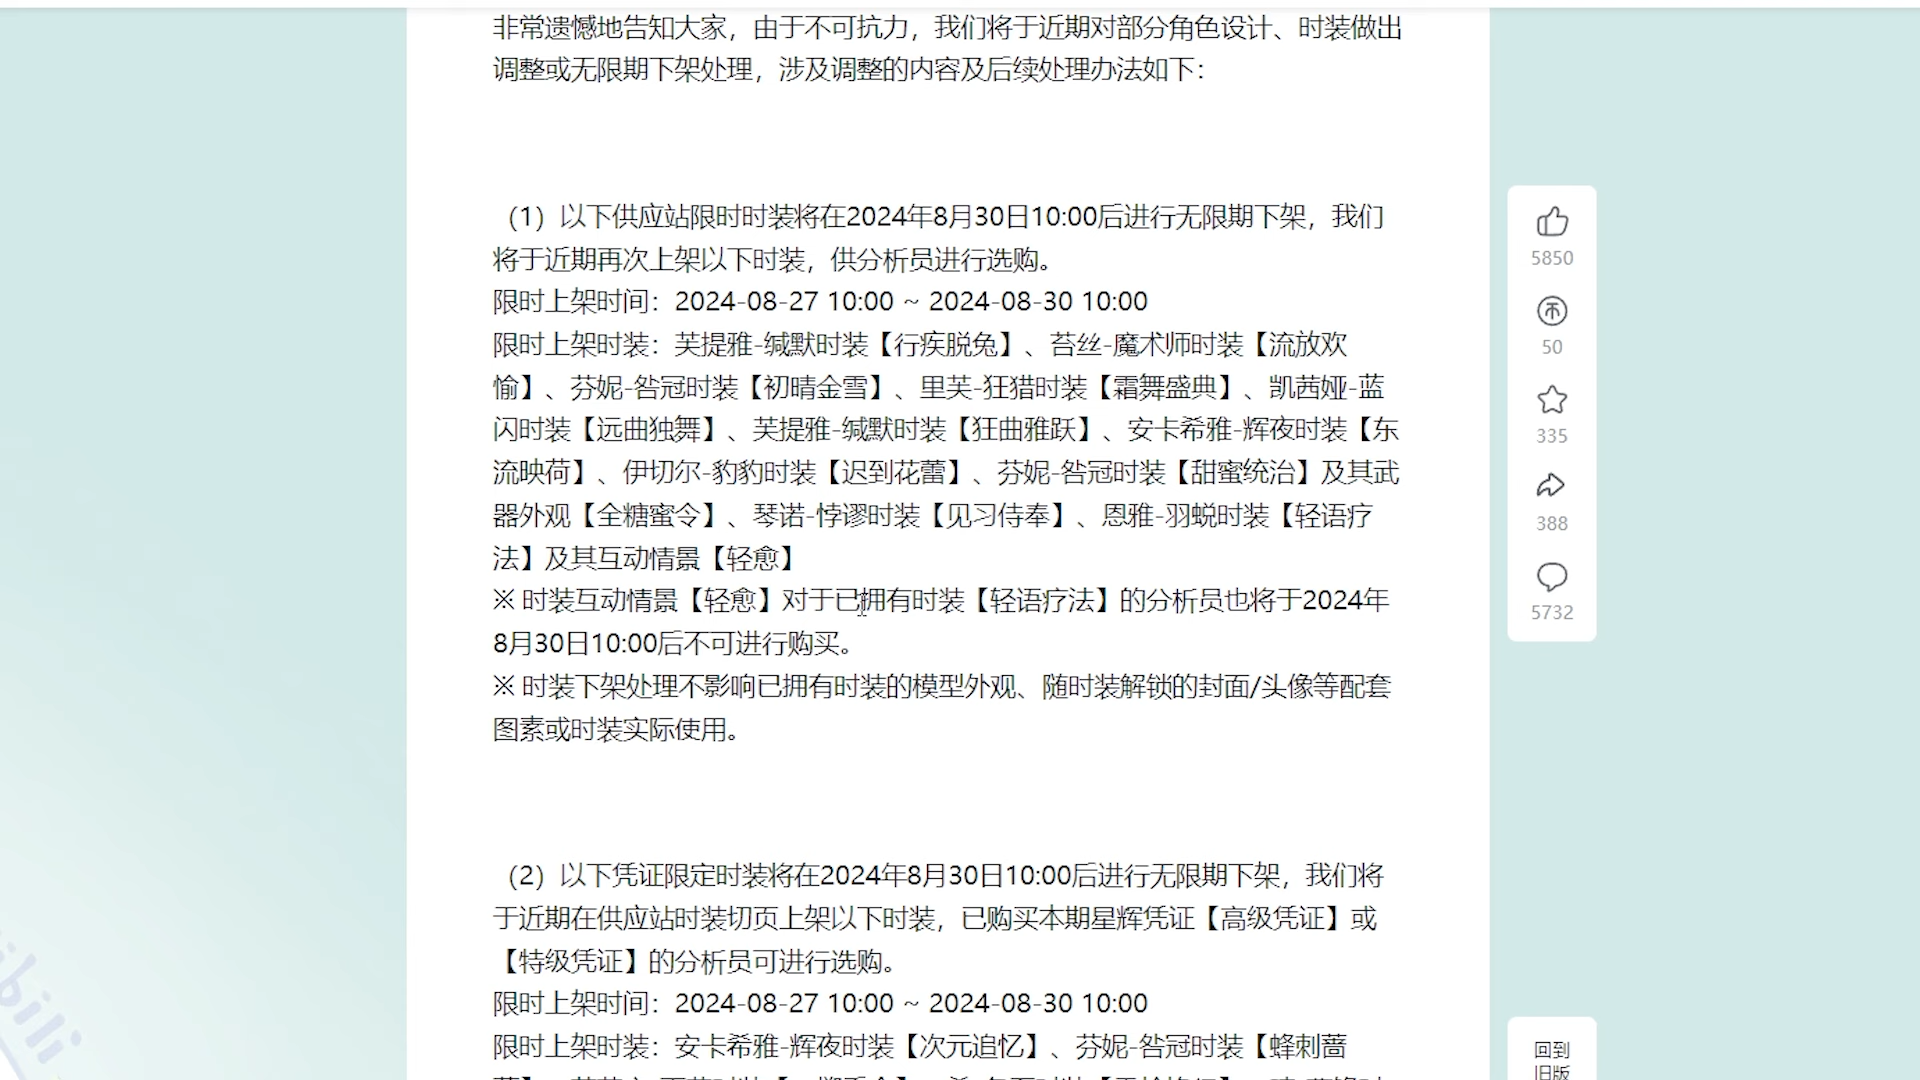 非常遗憾地告知大家，由于不可抗力，我们将于近期对部分角色设计、时装做出
调整或无限期下架处理，涉及调整的内容及后续处理办法如下：
（1）以下供应站限时时装将在2024年8月30日10:00后进行无限期下架，我们
将于近期再次上架以下时装，供分析员进行选购。
限时上架时间：2024-08-27 10:00 ~ 2024-08-30 10:00
限时上架时装：芙提雅-缄默时装【行疾脱兔】、苔丝-魔术师时装【流放欢
愉】、芬妮-咎冠时装【初晴金雪】、里芙-狂猎时装【霜舞盛典】、凯茜娅-蓝
闪时装【远曲独舞】、芙提雅-缄默时装【狂曲雅跃】、安卡希雅-辉夜时装【东
流映荷】、伊切尔-豹豹时装【迟到花蕾】、芬妮-咎冠时装【甜蜜统治】及其武
器外观【全糖蜜令】、琴诺-悖谬时装【见习侍奉】、恩雅-羽蜕时装【轻语疗
法】及其互动情景【轻愈】
※ 时装互动情景【轻愈】对于已拥有时装【轻语疗法】的分析员也将于2024年
8月30日10:00后不可进行购买。
※ 时装下架处理不影响已拥有时装的模型外观、随时装解锁的封面/头像等配套
图素或时装实际使用。
（2）以下凭证限定时装将在2024年8月30日10:00后进行无限期下架，我们将
于近期在供应站时装切页上架以下时装，已购买本期星辉凭证【高级凭证】或
【特级凭证】的分析员可进行选购。
限时上架时间：2024-08-27 10:00 ~ 2024-08-30 10:00
限时上架时装：安卡希雅-辉夜时装【次元追忆】、芬妮-咎冠时装【蜂刺蔷
5850
50
335
388
5732
回到
旧版
bili